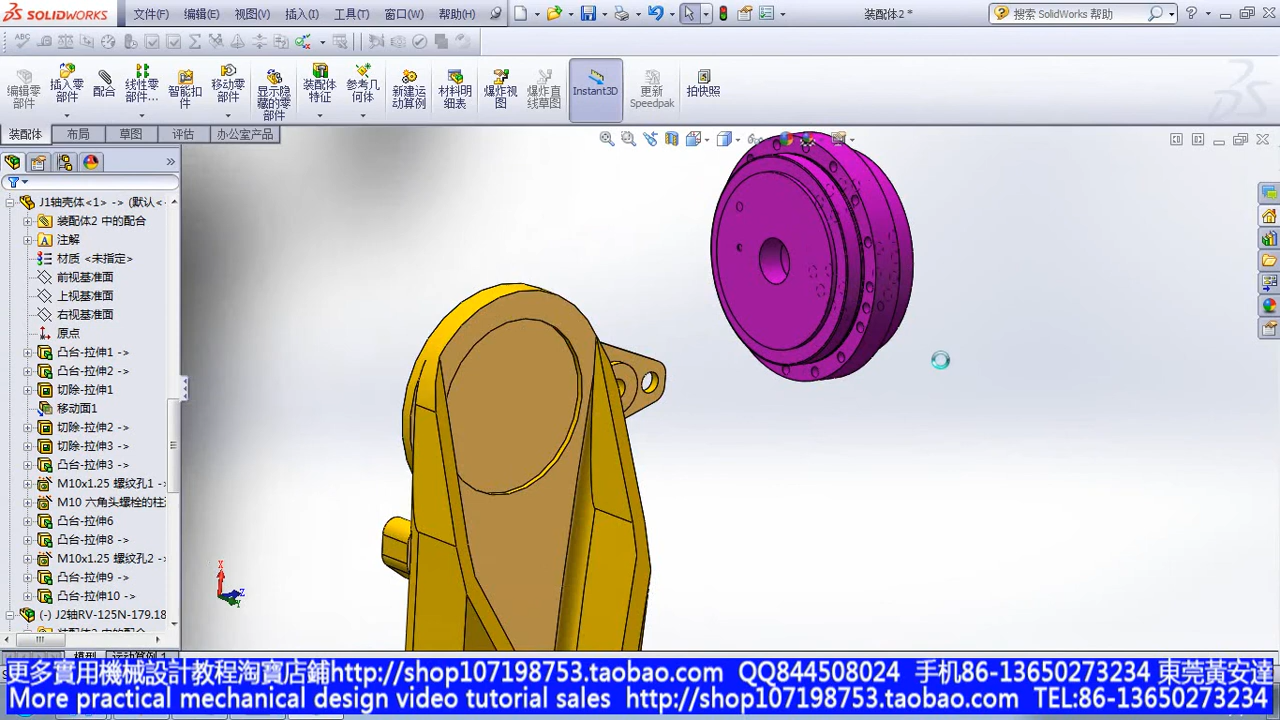 SOLIDWORKS
文件(F) 编辑(E) 视图(V) 插入(I) 工具(T) 窗口(W) 帮助(H)
装配体2 *
搜索 SolidWorks 帮助
编辑零部件
插入零部件
配合
线性零部件...
智能扣件
移动零部件
显示隐藏的零部件
装配体特征
参考几何体
新建运动算例
材料明细表
爆炸视图
爆炸直线草图
Instant3D
更新 Speedpak
拍快照
装配体 布局 草图 评估 办公室产品
J1轴壳体<1> -> (默认<
装配体2 中的配合
注解
材质 <未指定>
前视基准面
上视基准面
右视基准面
原点
凸台-拉伸1 ->
凸台-拉伸2 ->
切除-拉伸1
移动面1
切除-拉伸2 ->
切除-拉伸3 ->
凸台-拉伸3 ->
M10x1.25 螺纹孔1 ->
M10 六角头螺栓的柱
凸台-拉伸6
凸台-拉伸8 ->
M10x1.25 螺纹孔2 ->
凸台-拉伸9 ->
凸台-拉伸10 ->
(-) J2轴RV-125N-179.18
X
Z
Y
更多實用機械設計教程淘寶店鋪http://shop107198753.taobao.com QQ844508024 手机86-13650273234 東莞黃安達
More practical mechanical design video tutorial sales http://shop107198753.taobao.com TEL:86-13650273234